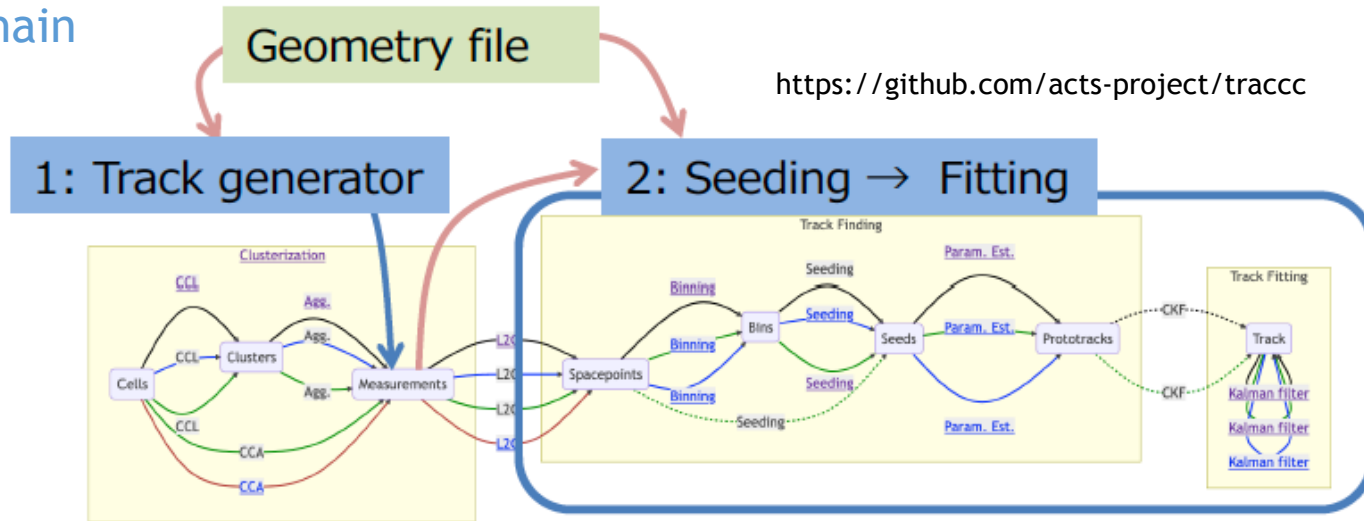 hain
Geometry file
https://github.com/acts-project/traccc
1: Track generator
2: Seeding → Fitting
Clusterization
CCL
Agg.
CCL
Agg.
Cells
Clusters
Agg.
Measurements
CCL
CCA
CCA
L2G
L2G
L2G
L2G
Track Finding
Binning
Seeding
Param. Est.
Binning
Bins
Seeding
Seeds
Param. Est.
Prototracks
Spacepoints
Binning
Seeding
Seeding
Param. Est.
CKF
CKF
Track Fitting
Track
Kalman filter
Kalman filter
Kalman filter